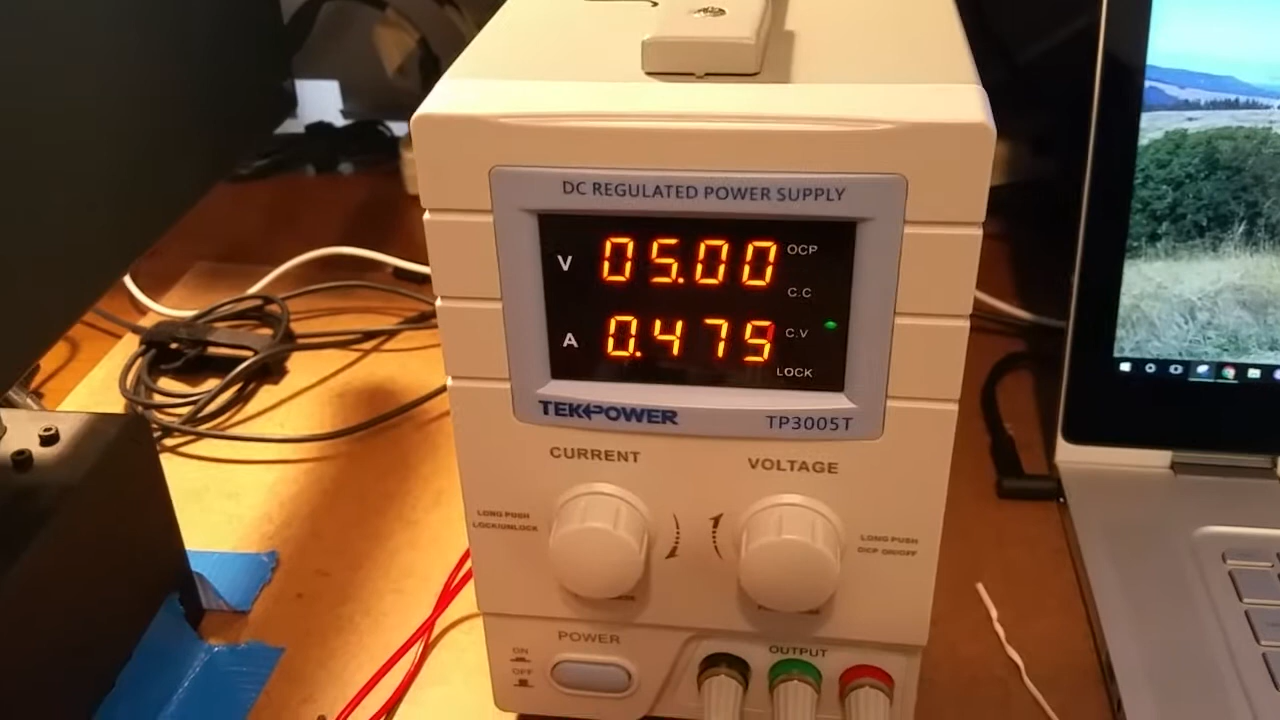 DC REGULATED POWER SUPPLY
V 05.00 OCP
C.C
A 0.479 C.V
LOCK
TEKPOWER TP3005T
CURRENT VOLTAGE
LONG PUSH
LOCK/UNLOCK
LONG PUSH
OCP ON/OFF
POWER
ON
OFF
OUTPUT